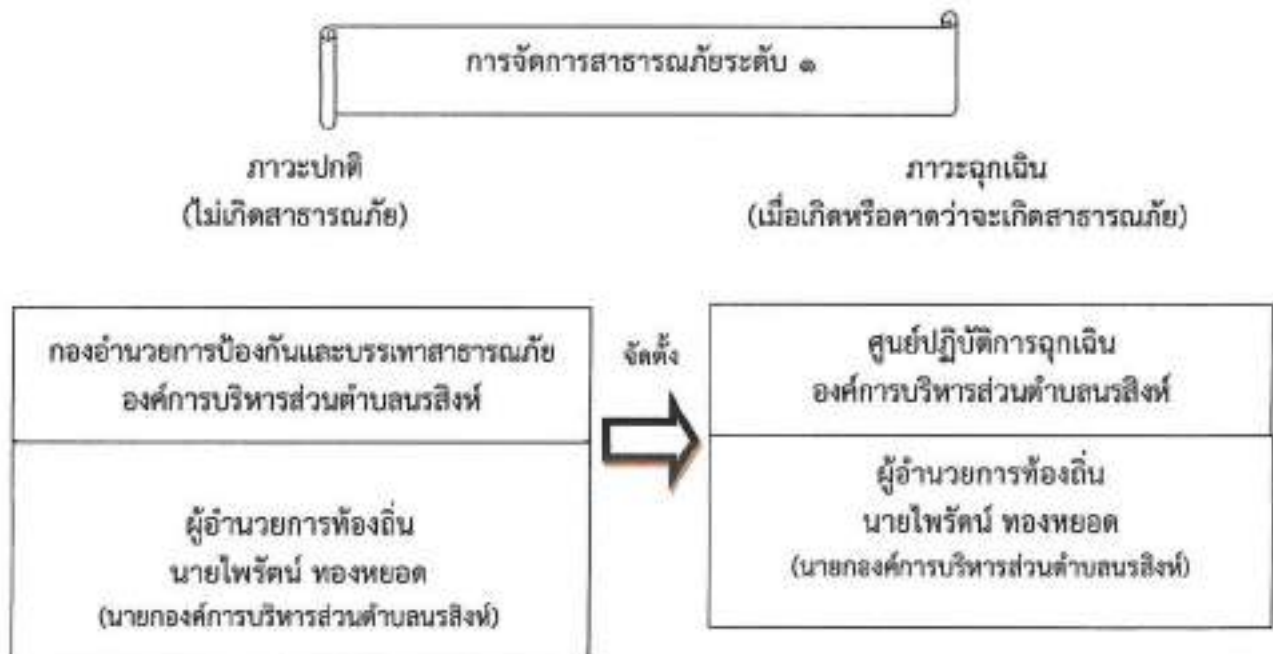 การจัดการสาธารณภัยระดับ ๑
ภาวะปกติ
(ไม่เกิดสาธารณภัย)
ภาวะฉุกเฉิน
(เมื่อเกิดหรือคาดว่าจะเกิดสาธารณภัย)
กองอำนวยการป้องกันและบรรเทาสาธารณภัย
องค์การบริหารส่วนตำบลนรสิงห์
ผู้อำนวยการท้องถิ่น
นายไพรัตน์ ทองหยอด
(นายกองค์การบริหารส่วนตำบลนรสิงห์)
จัดตั้ง
ศูนย์ปฏิบัติการฉุกเฉิน
องค์การบริหารส่วนตำบลนรสิงห์
ผู้อำนวยการท้องถิ่น
นายไพรัตน์ ทองหยอด
(นายกองค์การบริหารส่วนตำบลนรสิงห์)